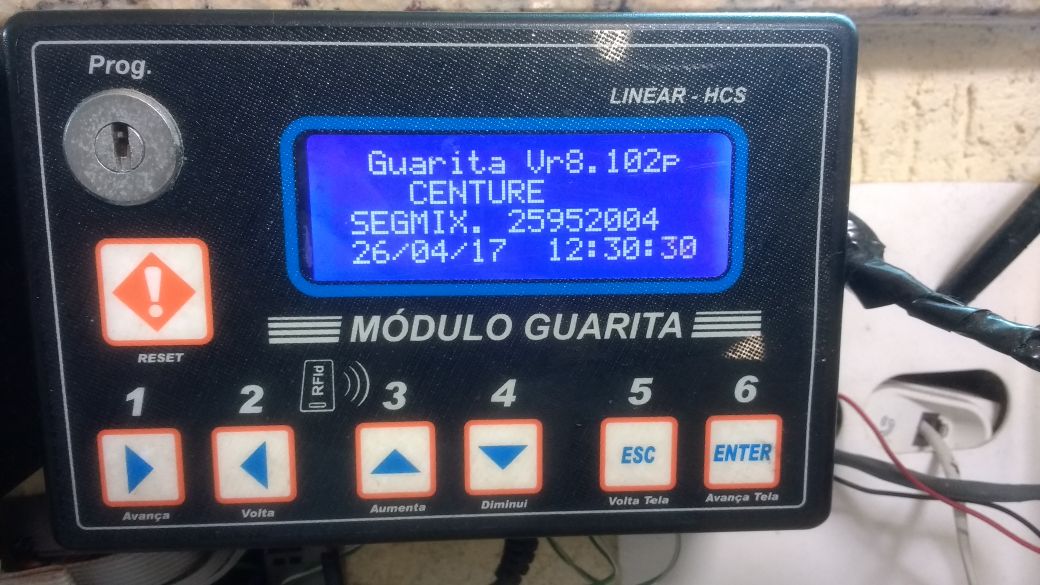 Prog.
LINEAR - HCS
Guarita Vr8.102p
CENTURE
SEGMIX. 25952004
26/04/17 12:30:30
MÓDULO GUARITA
!
RESET
RFId
1 2 3 4 5 6
ESC ENTER
Avança Volta Aumenta Diminui Volta Tela Avança Tela